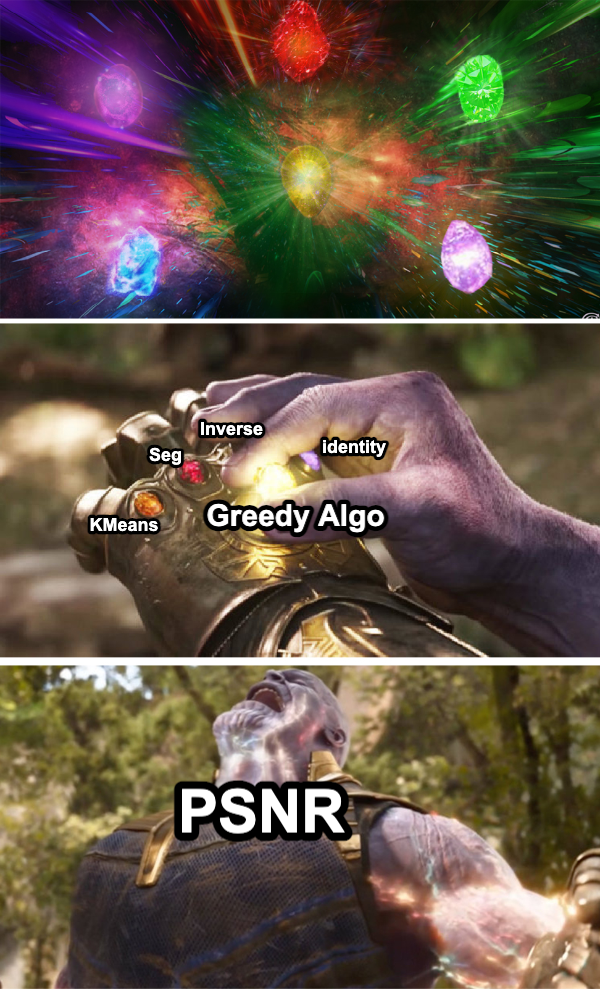 Inverse
identity
Seg
KMeans
Greedy Algo
PSNR